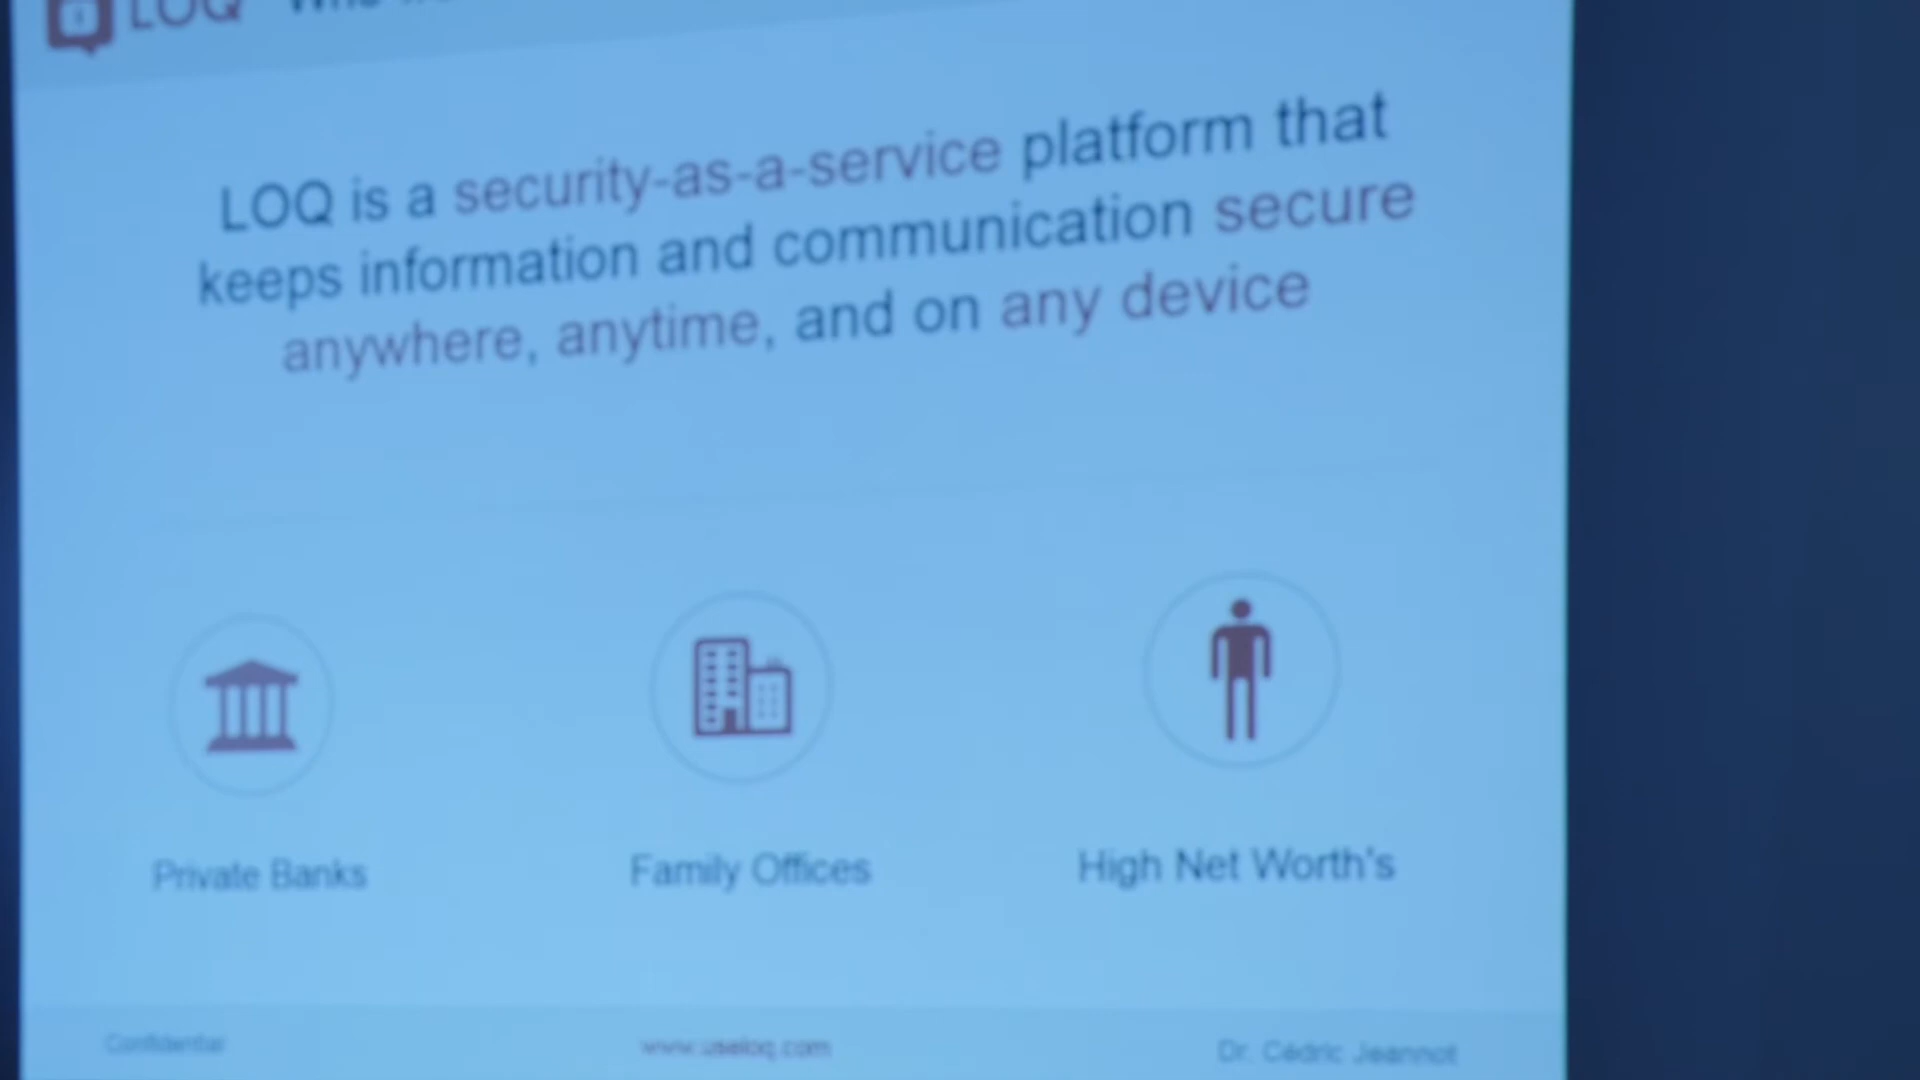 LOQ
LOQ is a security-as-a-service platform that
keeps information and communication secure
anywhere, anytime, and on any device
Private Banks
Family Offices
High Net Worth's
Confidential
www.useloq.com
Dr. Cédric Jeannot